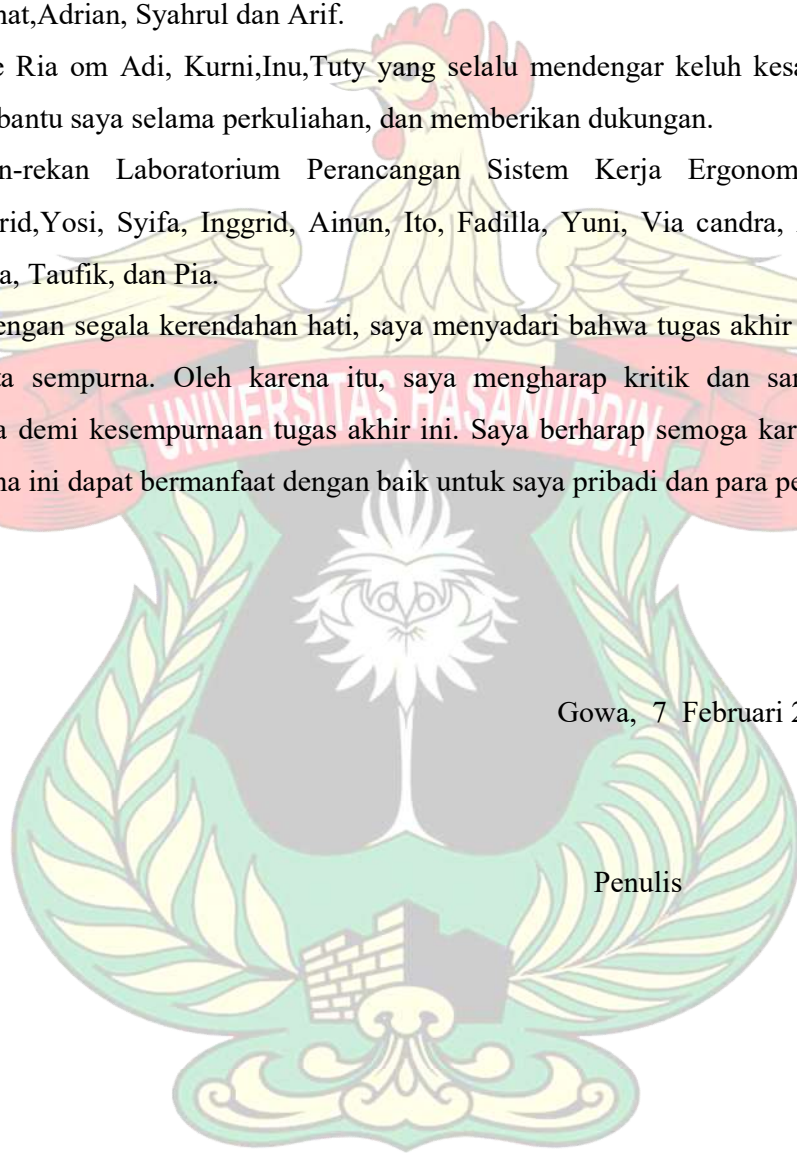 nat,Adrian, Syahrul dan Arif.
e Ria om Adi, Kurni,Inu,Tuty yang selalu mendengar keluh kesa
bantu saya selama perkuliahan, dan memberikan dukungan.
n-rekan Laboratorium Perancangan Sistem Kerja Ergonom
rid,Yosi, Syifa, Inggrid, Ainun, Ito, Fadilla, Yuni, Via candra,
a, Taufik, dan Pia.
engan segala kerendahan hati, saya menyadari bahwa tugas akhir
ta sempurna. Oleh karena itu, saya mengharap kritik dan sar
a demi kesempurnaan tugas akhir ini. Saya berharap semoga kar
na ini dapat bermanfaat dengan baik untuk saya pribadi dan para pe
UNIVERSITAS HASANUDDIN
Gowa, 7 Februari 2
Penulis